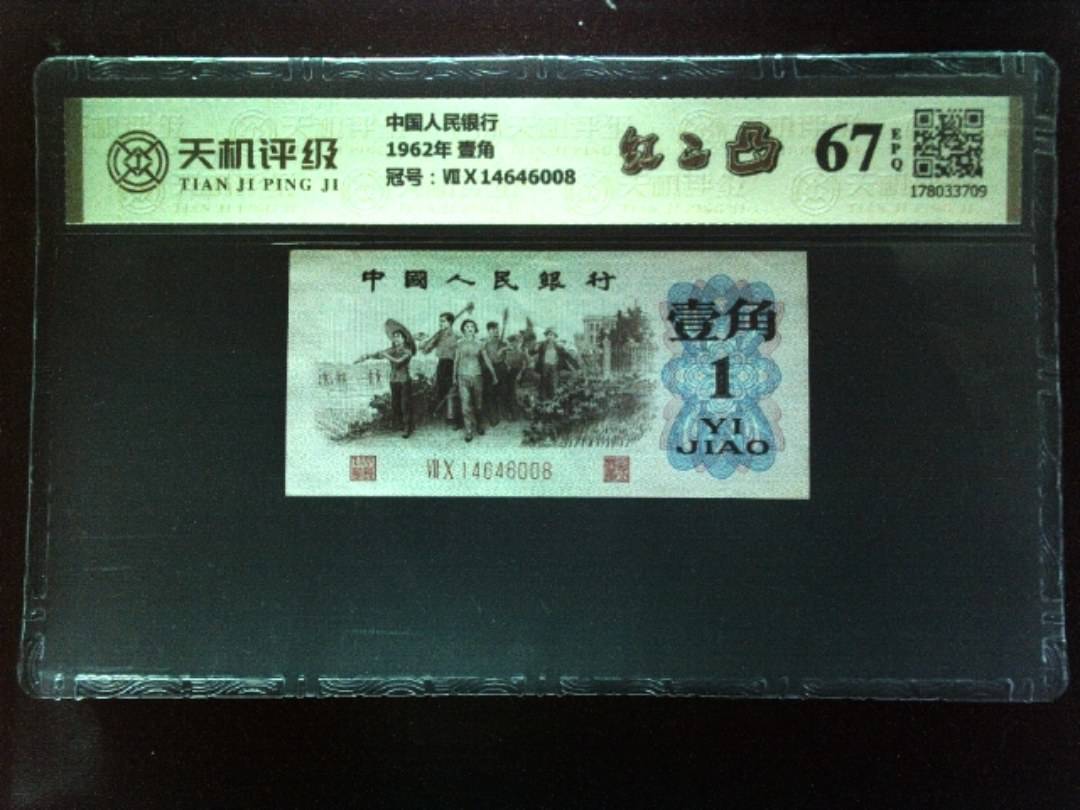 天机评级
TIAN JI PING JI
中国人民银行
1962年 壹角
冠号：ⅦⅩ14646008
红二凸
67
EPQ
178033709
中國人民銀行
壹角
1
YI
JIAO
ⅦⅩ14646008